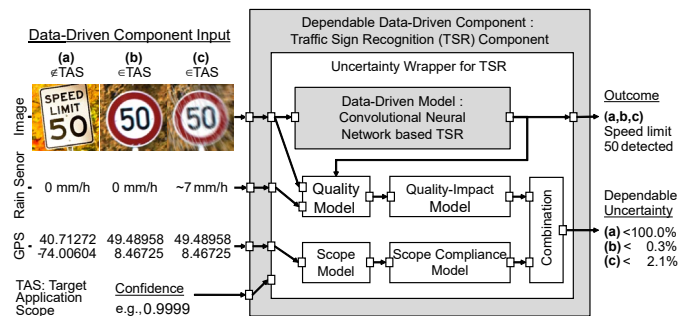 Data-Driven Component Input
(a) (b) (c)
∉TAS ∈TAS ∈TAS
Image
SPEED
LIMIT
50
50
50
Rain Senor
0 mm/h 0 mm/h ~7 mm/h
GPS
40.71272 49.48958 49.48958
-74.00604 8.46725 8.46725
TAS: Target
Application
Scope
Confidence
e.g., 0.9999
Dependable Data-Driven Component :
Traffic Sign Recognition (TSR) Component
Uncertainty Wrapper for TSR
Data-Driven Model :
Convolutional Neural
Network based TSR
Quality
Model
Quality-Impact
Model
Scope
Model
Scope Compliance
Model
Combination
Outcome
(a,b,c)
Speed limit
50 detected
Dependable
Uncertainty
(a) <100.0%
(b) < 0.3%
(c) < 2.1%